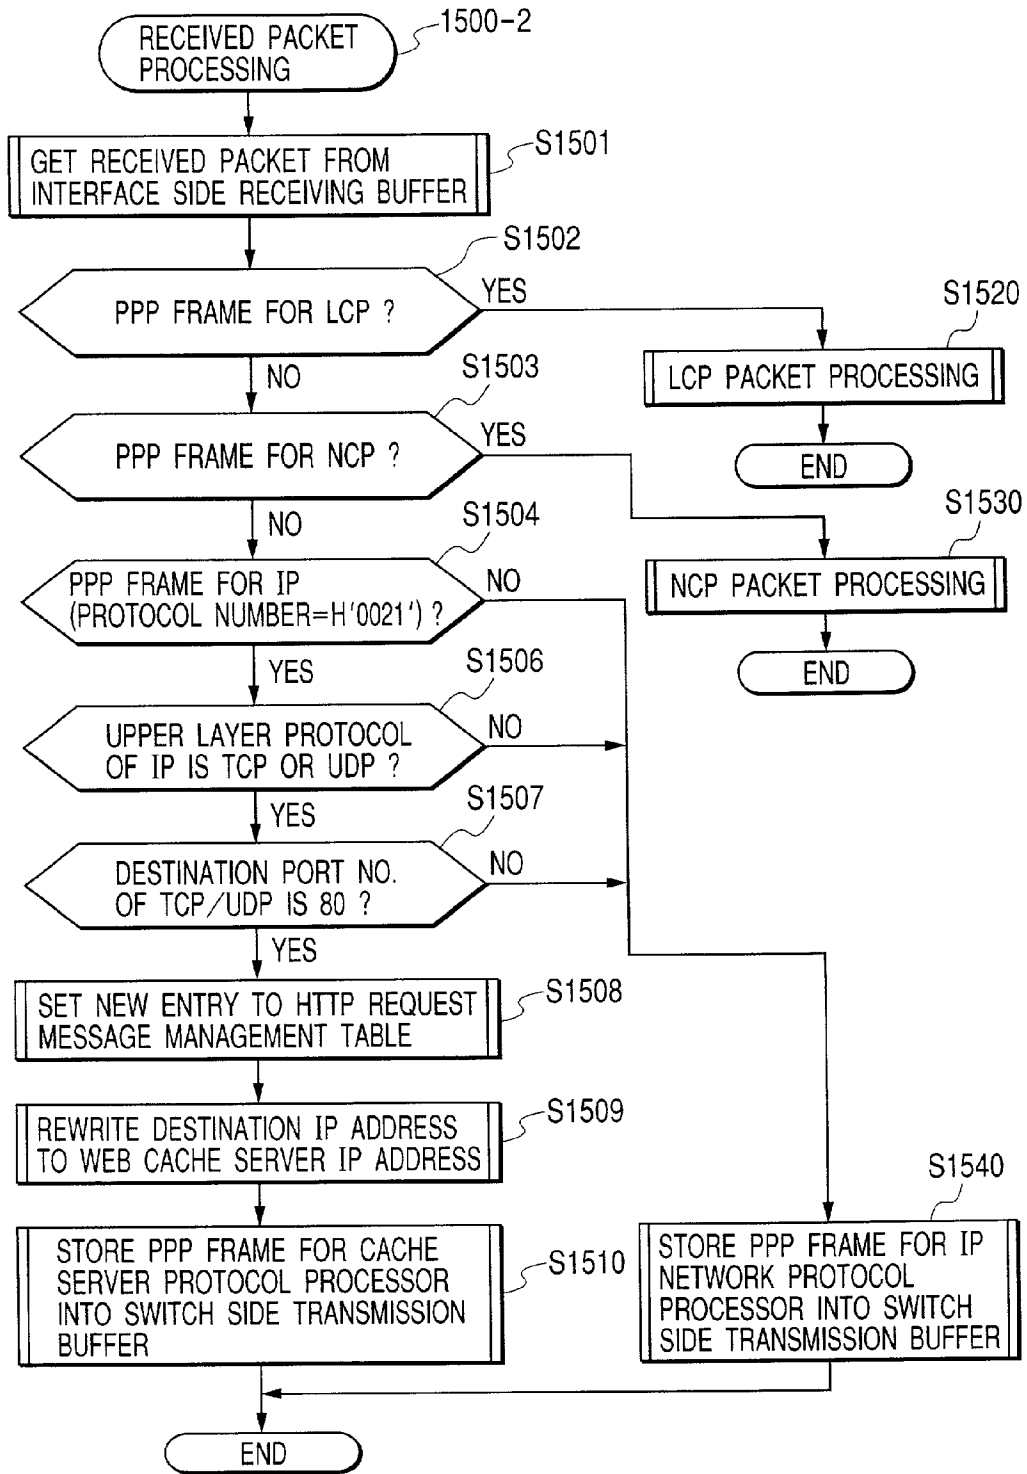 RECEIVED PACKET
PROCESSING
1500-2
GET RECEIVED PACKET FROM
INTERFACE SIDE RECEIVING BUFFER
S1501
PPP FRAME FOR LCP ?
S1502
YES
NO
LCP PACKET PROCESSING
S1520
END
PPP FRAME FOR NCP ?
S1503
YES
NO
NCP PACKET PROCESSING
S1530
END
PPP FRAME FOR IP
(PROTOCOL NUMBER=H'0021') ?
S1504
NO
YES
UPPER LAYER PROTOCOL
OF IP IS TCP OR UDP ?
S1506
NO
YES
DESTINATION PORT NO.
OF TCP/UDP IS 80 ?
S1507
NO
YES
SET NEW ENTRY TO HTTP REQUEST
MESSAGE MANAGEMENT TABLE
S1508
REWRITE DESTINATION IP ADDRESS
TO WEB CACHE SERVER IP ADDRESS
S1509
STORE PPP FRAME FOR CACHE
SERVER PROTOCOL PROCESSOR
INTO SWITCH SIDE TRANSMISSION
BUFFER
S1510
STORE PPP FRAME FOR IP
NETWORK PROTOCOL
PROCESSOR INTO SWITCH
SIDE TRANSMISSION BUFFER
S1540
END